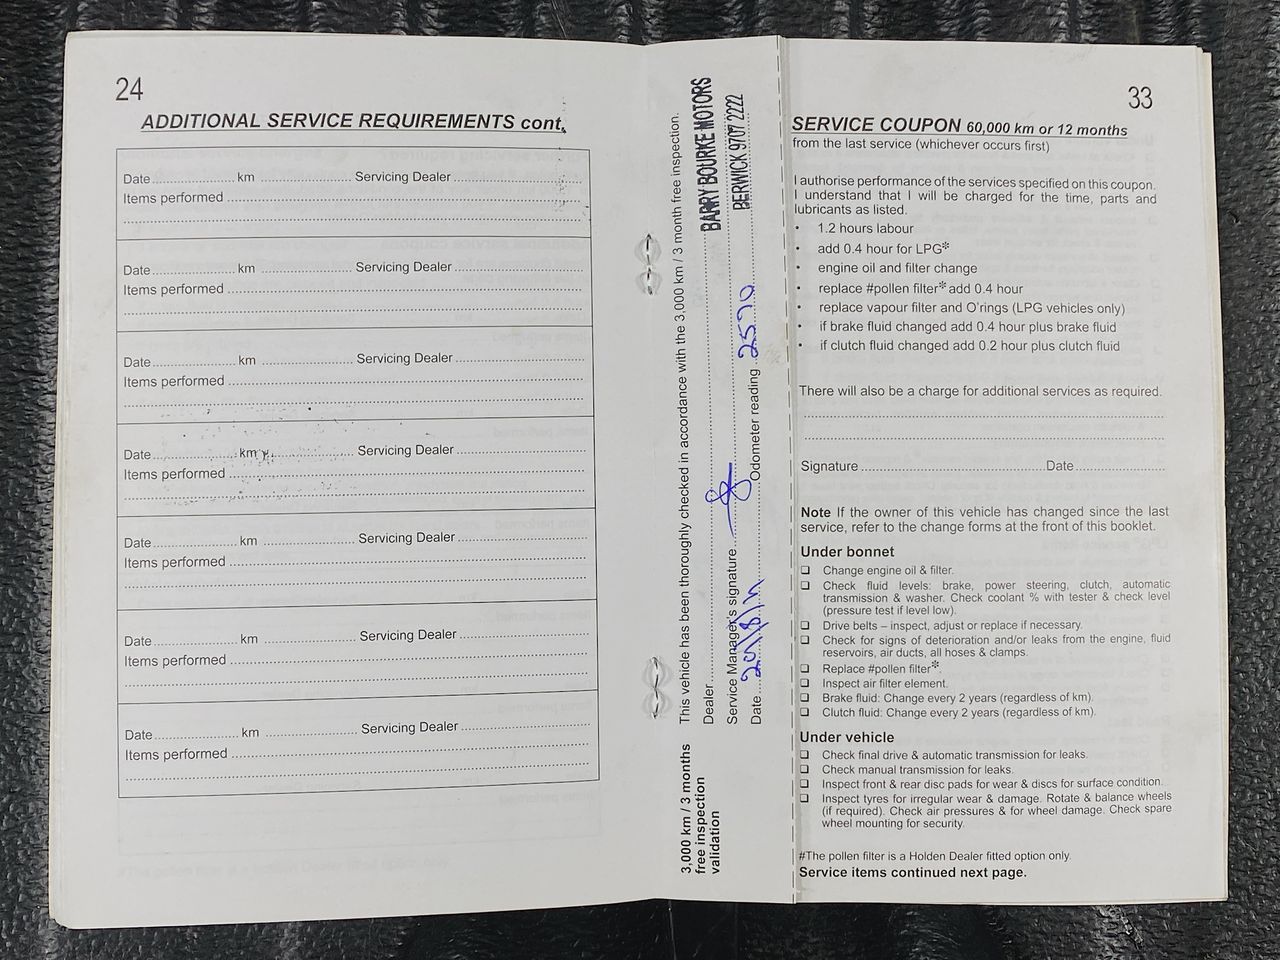 24
ADDITIONAL SERVICE REQUIREMENTS cont.
Date.................... km ...................... Servicing Dealer ..............................
Items performed ..............................
Date.................... km ...................... Servicing Dealer ..............................
Items performed ..............................
Date.................... km ...................... Servicing Dealer ..............................
Items performed ..............................
Date.................... km ...................... Servicing Dealer ..............................
Items performed ..............................
Date.................... km ...................... Servicing Dealer ..............................
Items performed ..............................
Date.................... km ...................... Servicing Dealer ..............................
Items performed ..............................
Date.................... km ...................... Servicing Dealer ..............................
Items performed ..............................
3,000 km / 3 months
free inspection
validation
This vehicle has been thoroughly checked in accordance with the 3,000 km / 3 month free inspection.
Dealer.............................. BARRY BOURKE MOTORS
BERWICK 9707 2222
Service Manager's signature..............................
Date.............................. Odometer reading 2570
33
SERVICE COUPON 60,000 km or 12 months
from the last service (whichever occurs first)
I authorise performance of the services specified on this coupon.
I understand that I will be charged for the time, parts and
lubricants as listed.
• 1.2 hours labour
• add 0.4 hour for LPG*
• engine oil and filter change
• replace #pollen filter* add 0.4 hour
• replace vapour filter and O'rings (LPG vehicles only)
• if brake fluid changed add 0.4 hour plus brake fluid
• if clutch fluid changed add 0.2 hour plus clutch fluid
There will also be a charge for additional services as required.
Signature .............................. Date..............................
Note If the owner of this vehicle has changed since the last
service, refer to the change forms at the front of this booklet.
Under bonnet
❑ Change engine oil & filter.
❑ Check fluid levels: brake, power steering, clutch, automatic
transmission & washer. Check coolant % with tester & check level
(pressure test if level low).
❑ Drive belts – inspect, adjust or replace if necessary.
❑ Check for signs of deterioration and/or leaks from the engine, fluid
reservoirs, air ducts, all hoses & clamps.
❑ Replace #pollen filter*.
❑ Inspect air filter element.
❑ Brake fluid: Change every 2 years (regardless of km).
❑ Clutch fluid: Change every 2 years (regardless of km).
Under vehicle
❑ Check final drive & automatic transmission for leaks.
❑ Check manual transmission for leaks.
❑ Inspect front & rear disc pads for wear & discs for surface condition.
❑ Inspect tyres for irregular wear & damage. Rotate & balance wheels
(if required). Check air pressures & for wheel damage. Check spare
wheel mounting for security.
#The pollen filter is a Holden Dealer fitted option only.
Service items continued next page.